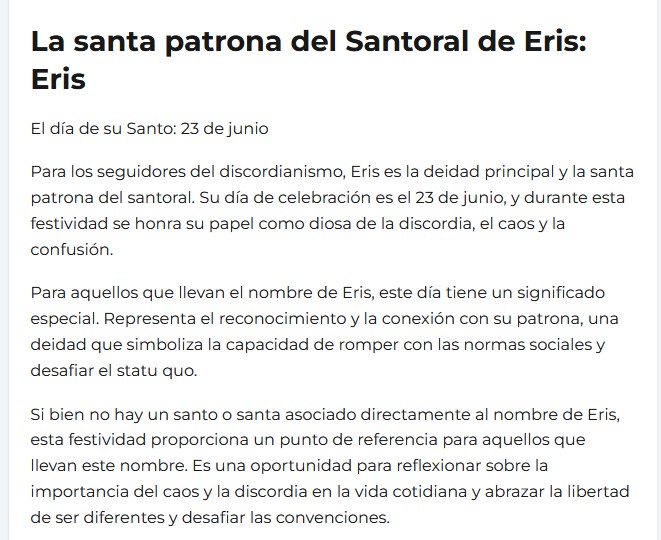 La santa patrona del Santoral de Eris:
Eris
El día de su Santo: 23 de junio
Para los seguidores del discordianismo, Eris es la deidad principal y la santa
patrona del santoral. Su día de celebración es el 23 de junio, y durante esta
festividad se honra su papel como diosa de la discordia, el caos y la
confusión.
Para aquellos que llevan el nombre de Eris, este día tiene un significado
especial. Representa el reconocimiento y la conexión con su patrona, una
deidad que simboliza la capacidad de romper con las normas sociales y
desafiar el statu quo.
Si bien no hay un santo o santa asociado directamente al nombre de Eris,
esta festividad proporciona un punto de referencia para aquellos que
llevan este nombre. Es una oportunidad para reflexionar sobre la
importancia del caos y la discordia en la vida cotidiana y abrazar la libertad
de ser diferentes y desafiar las convenciones.